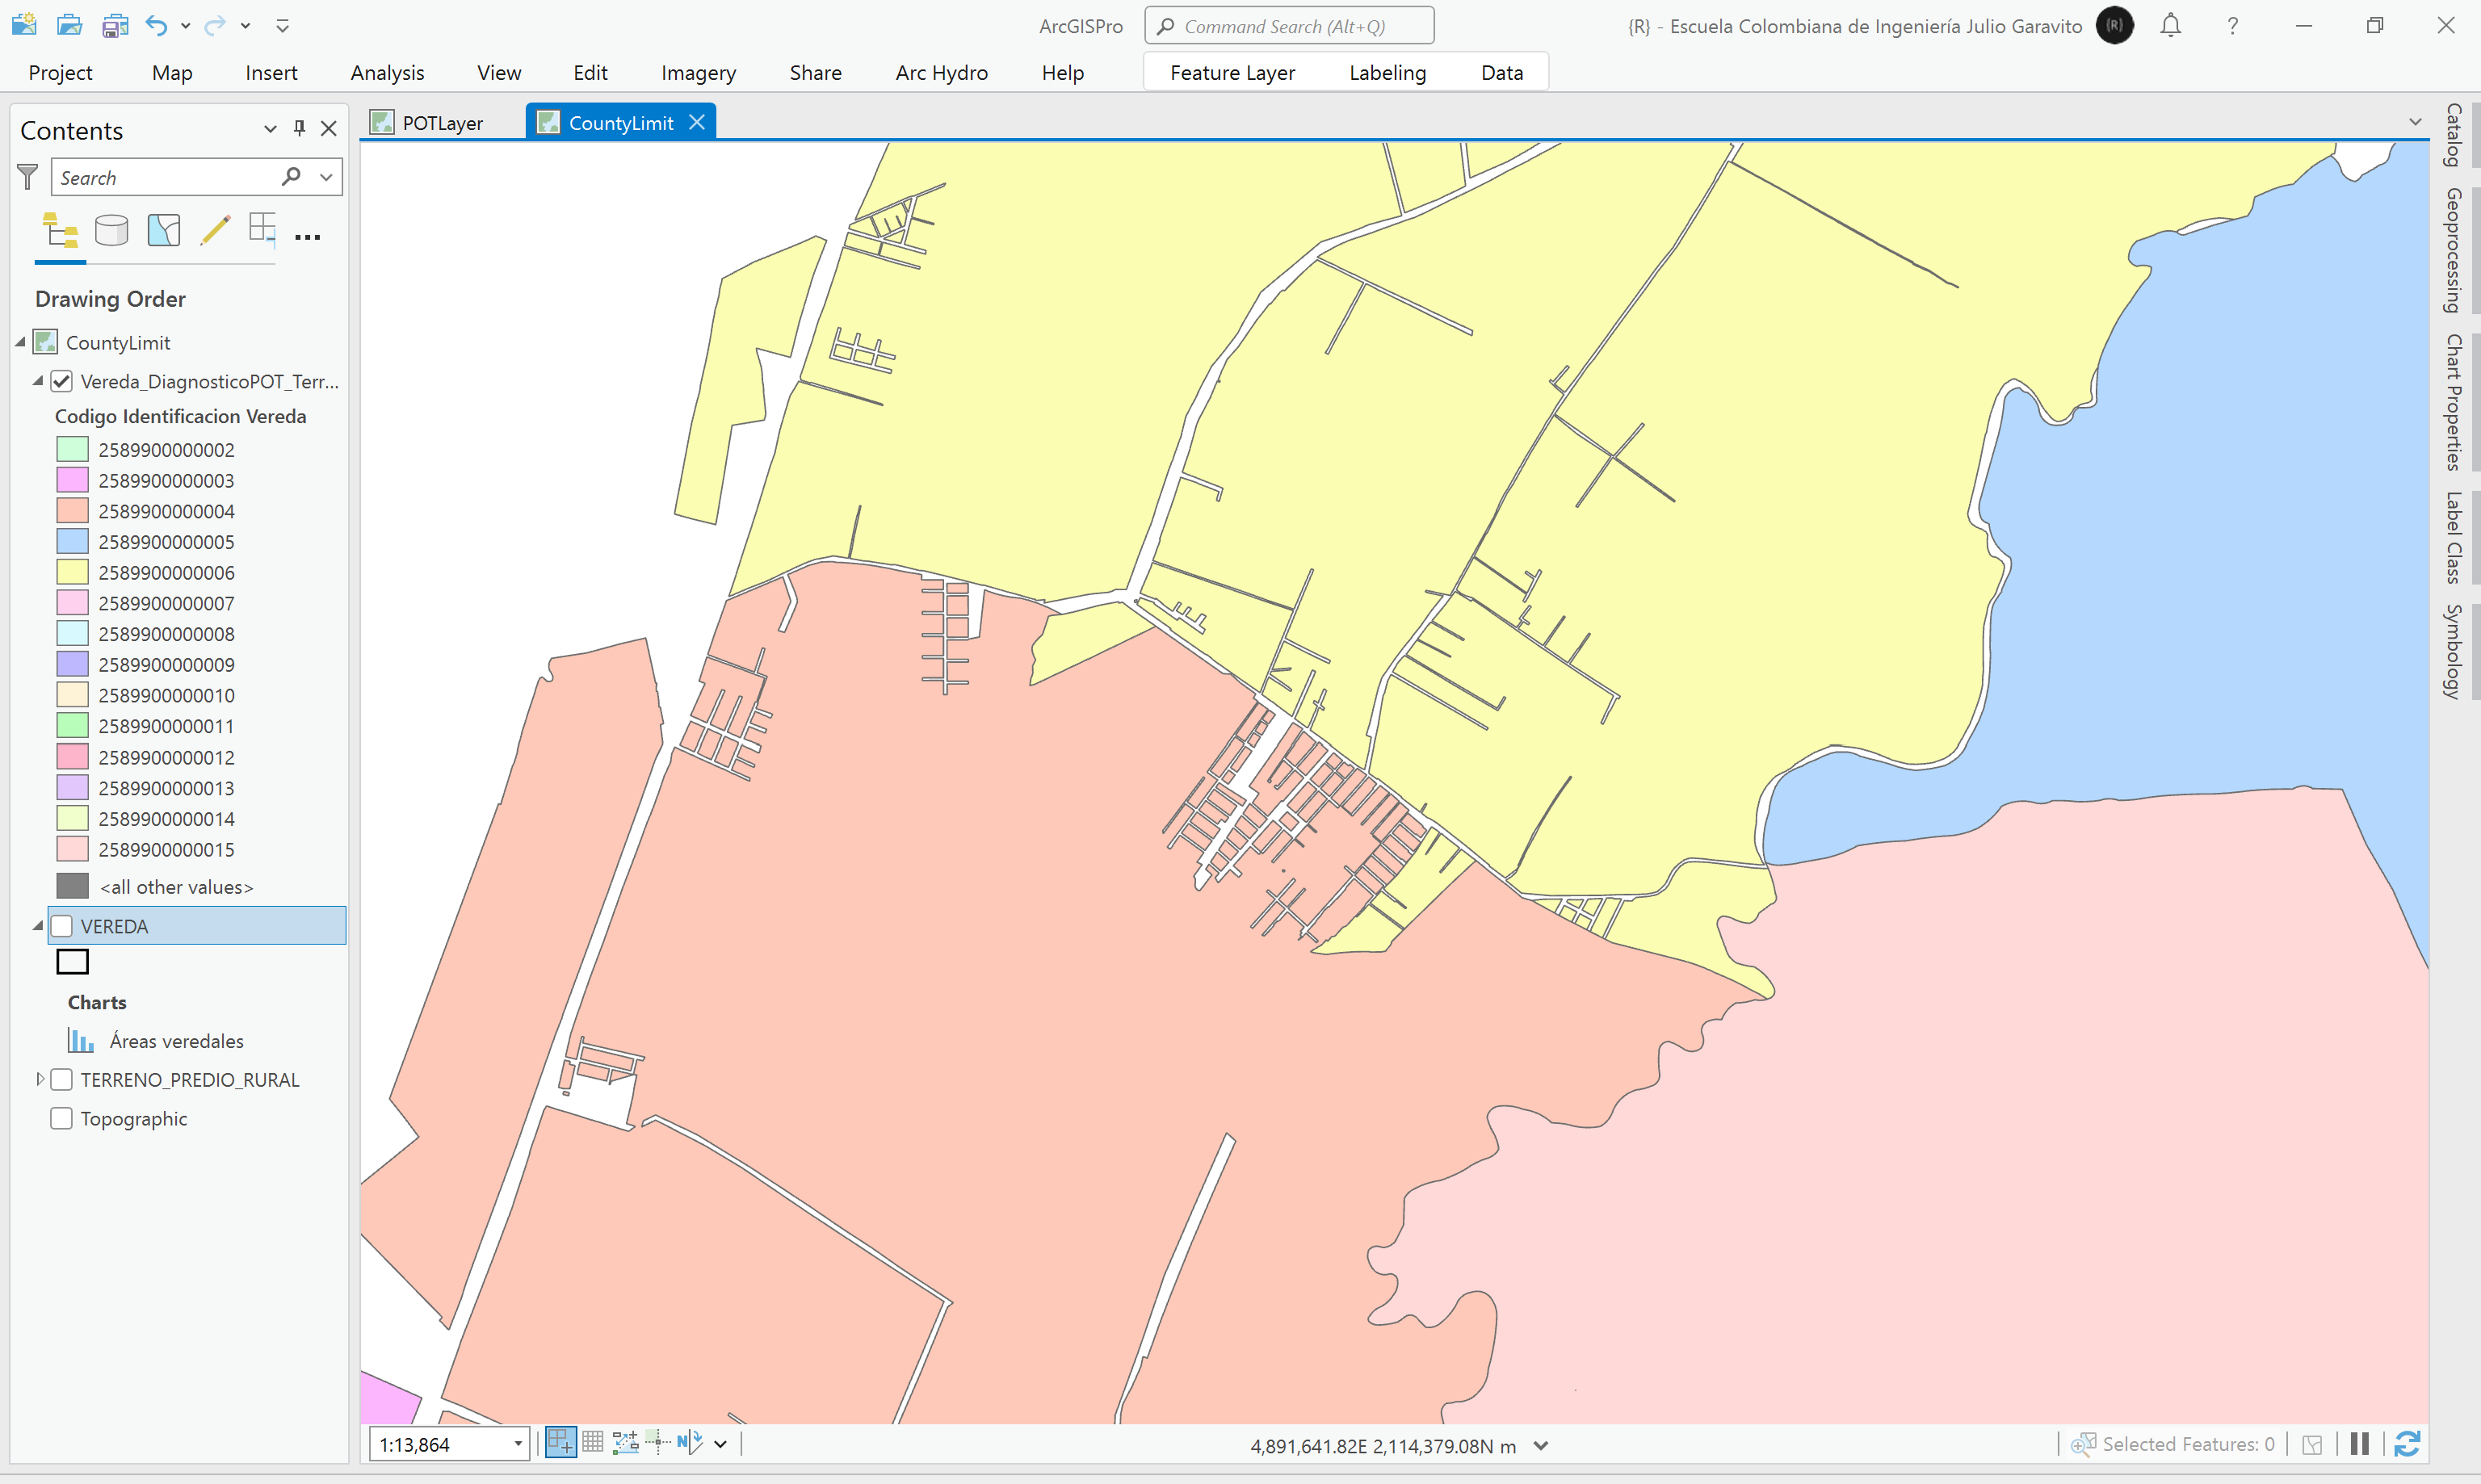 ArcGISPro
Command Search (Alt+Q)
{R} - Escuela Colombiana de Ingeniería Julio Garavito
{R}
?
Project
Map
Insert
Analysis
View
Edit
Imagery
Share
Arc Hydro
Help
Feature Layer
Labeling
Data
Contents
Search
Drawing Order
CountyLimit
Vereda_DiagnosticoPOT_Terr...
Codigo Identificacion Vereda
2589900000002
2589900000003
2589900000004
2589900000005
2589900000006
2589900000007
2589900000008
2589900000009
2589900000010
2589900000011
2589900000012
2589900000013
2589900000014
2589900000015
<all other values>
VEREDA
Charts
Áreas veredales
TERRENO_PREDIO_RURAL
Topographic
POTLayer
CountyLimit
Catalog
Geoprocessing
Chart Properties
Label Class
Symbology
1:13,864
N
4,891,641.82E 2,114,379.08N m
Selected Features: 0